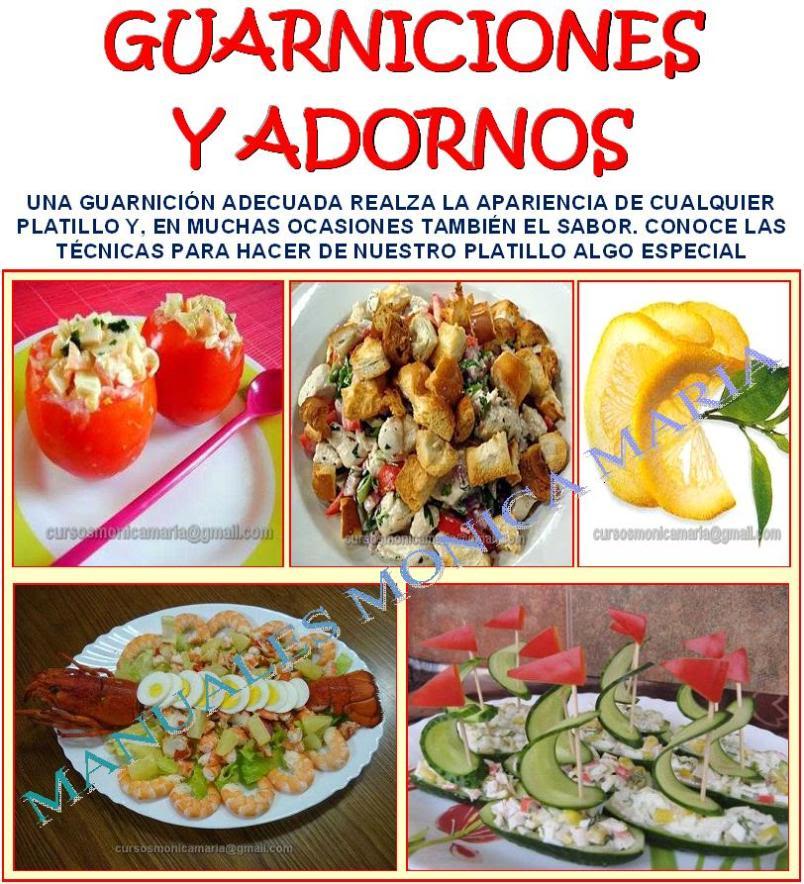 GUARNICIONES
Y ADORNOS
UNA GUARNICIÓN ADECUADA REALZA LA APARIENCIA DE CUALQUIER
PLATILLO Y, EN MUCHAS OCASIONES TAMBIÉN EL SABOR. CONOCE LAS
TÉCNICAS PARA HACER DE NUESTRO PLATILLO ALGO ESPECIAL
cursosmonicamaria@gmail.com
cursosmonicamaria@gmail.com
cursosmonicamaria@gmail.com
MANUALES MONICA MARIA
cursosmonicamaria@gmail.com